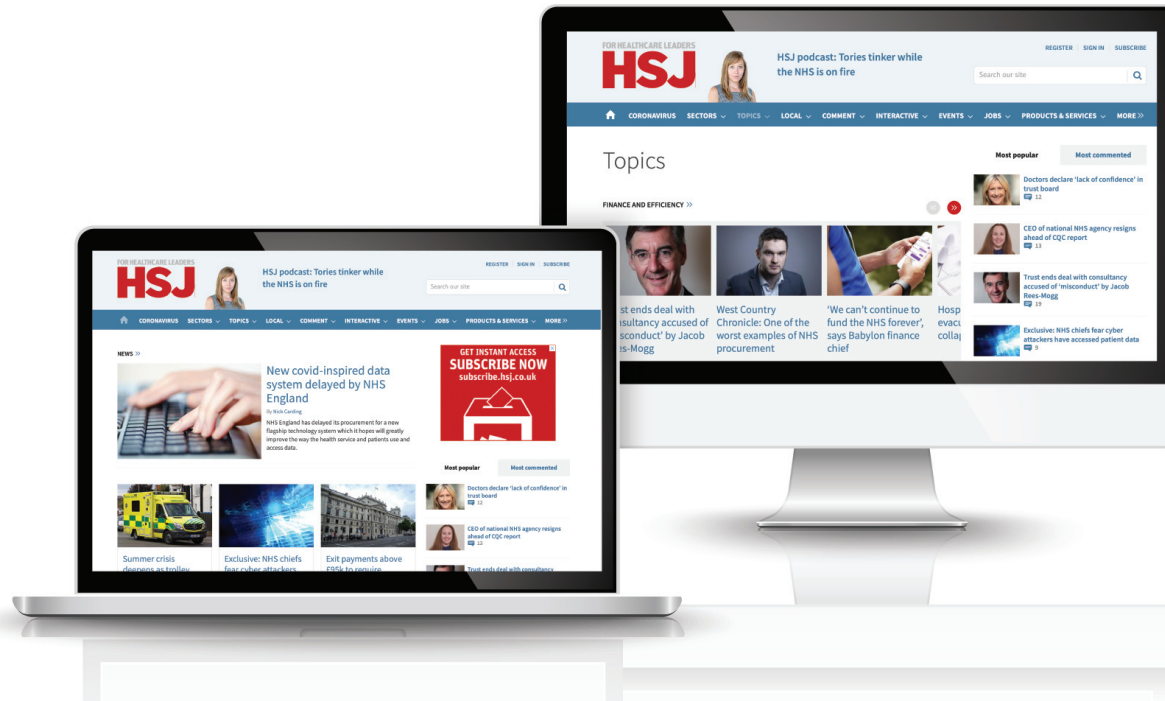 FOR HEALTHCARE LEADERS
HSJ
HSJ podcast: Tories tinker while
the NHS is on fire
REGISTER SIGN IN SUBSCRIBE
Search our site
CORONAVIRUS SECTORS TOPICS LOCAL COMMENT INTERACTIVE EVENTS JOBS PRODUCTS & SERVICES MORE
Topics
FINANCE AND EFFICIENCY
Most popular Most commented
Doctors declare 'lack of confidence' in
trust board
12
CEO of national NHS agency resigns
ahead of CQC report
13
Trust ends deal with consultancy
accused of 'misconduct' by Jacob
Rees-Mogg
19
Exclusive: NHS chiefs fear cyber
attackers have accessed patient data
9
st ends deal with
nsultancy accused of
sconduct' by Jacob
es-Mogg
West Country
Chronicle: One of the
worst examples of NHS
procurement
'We can't continue to
fund the NHS forever',
says Babylon finance
chief
Hosp
evacu
colla
FOR HEALTHCARE LEADERS
HSJ
HSJ podcast: Tories tinker while
the NHS is on fire
REGISTER SIGN IN SUBSCRIBE
Search our site
CORONAVIRUS SECTORS TOPICS LOCAL COMMENT INTERACTIVE EVENTS JOBS PRODUCTS & SERVICES MORE
NEWS
New covid-inspired data
system delayed by NHS
England
By Nick Carding
NHS England has delayed its procurement for a new
flagship technology system which it hopes will greatly
improve the way the health service and patients use and
access data.
GET INSTANT ACCESS
SUBSCRIBE NOW
subscribe.hsj.co.uk
Most popular Most commented
Doctors declare 'lack of confidence' in
trust board
12
CEO of national NHS agency resigns
ahead of CQC report
13
Trust ends deal with consultancy
Summer crisis
deepens as trolley
Exclusive: NHS chiefs
fear cyber attackers
Exit payments above
£95k to require